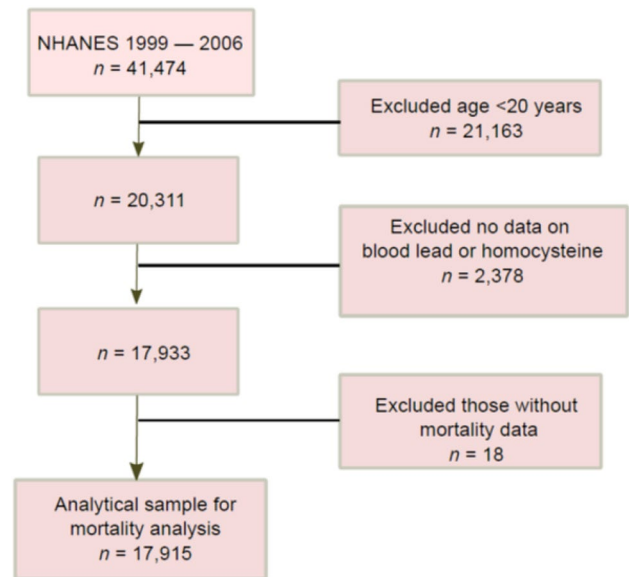 NHANES 1999 — 2006
n = 41,474
Excluded age <20 years
n = 21,163
n = 20,311
Excluded no data on
blood lead or homocysteine
n = 2,378
n = 17,933
Excluded those without
mortality data
n = 18
Analytical sample for
mortality analysis
n = 17,915